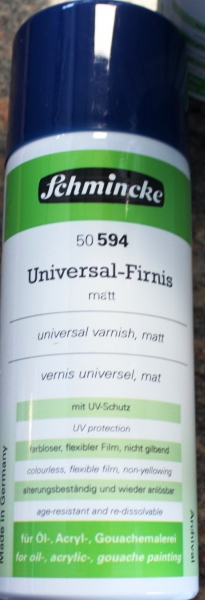 Schmincke
50 594
Universal-Firnis
matt
universal varnish, matt
vernis universel, mat
mit UV-Schutz
UV protection
farbloser, flexibler Film, nicht gilbend
colourless, flexible film, non-yellowing
alterungsbeständig und wieder anlösbar
age-resistant and re-dissolvable
für Öl-, Acryl-, Gouachemalerei
for oil-, acrylic-, gouache painting
Made in Germany
Archival